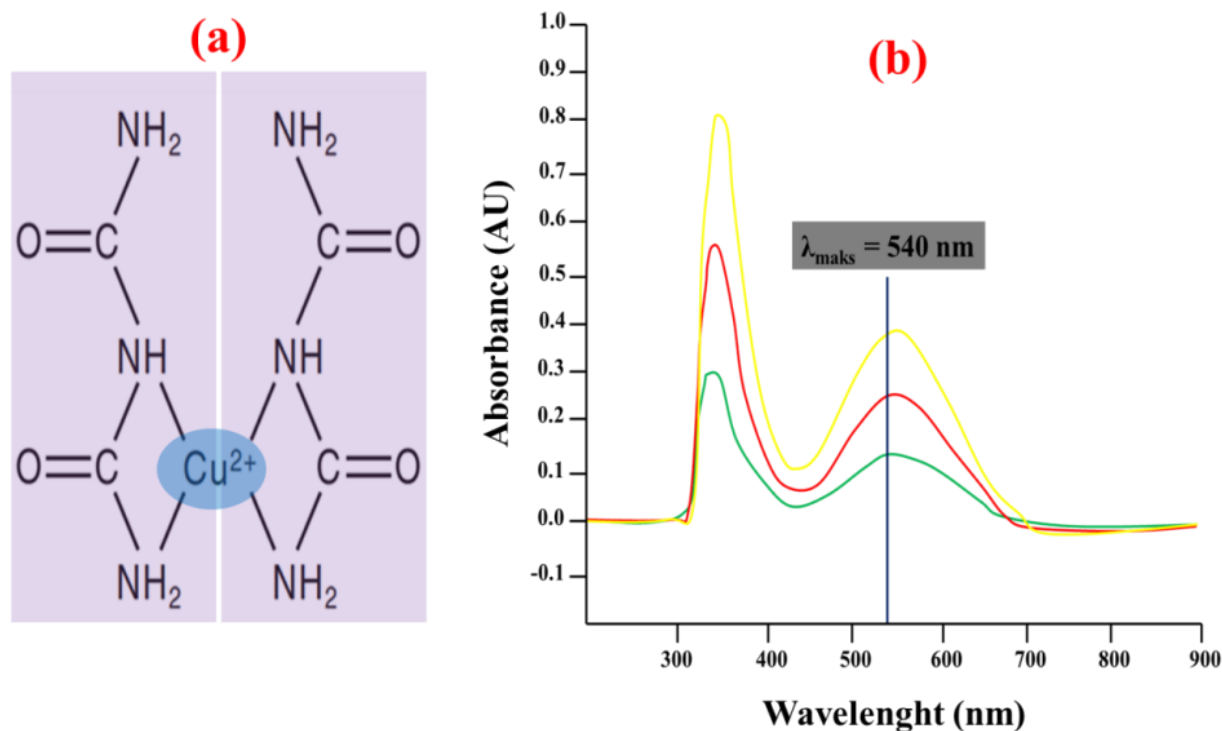 (a)
NH₂ NH₂
O=C C=O
NH NH
O=C Cu²⁺ C=O
NH₂ NH₂
(b)
Absorbance (AU)
1.0
0.9
0.8
0.7
0.6
0.5
0.4
0.3
0.2
0.1
0.0
-0.1
λmaks = 540 nm
300 400 500 600 700 800 900
Wavelenght (nm)